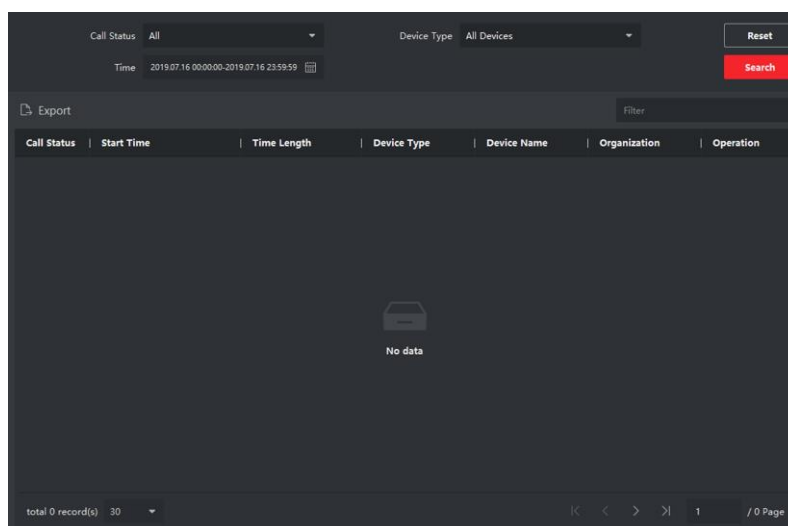 Call Status All Device Type All Devices Reset
Time 2019.07.16 00:00:00-2019.07.16 23:59:59 Search
Export Filter
Call Status | Start Time | Time Length | Device Type | Device Name | Organization | Operation
No data
total 0 record(s) 30 1 / 0 Page